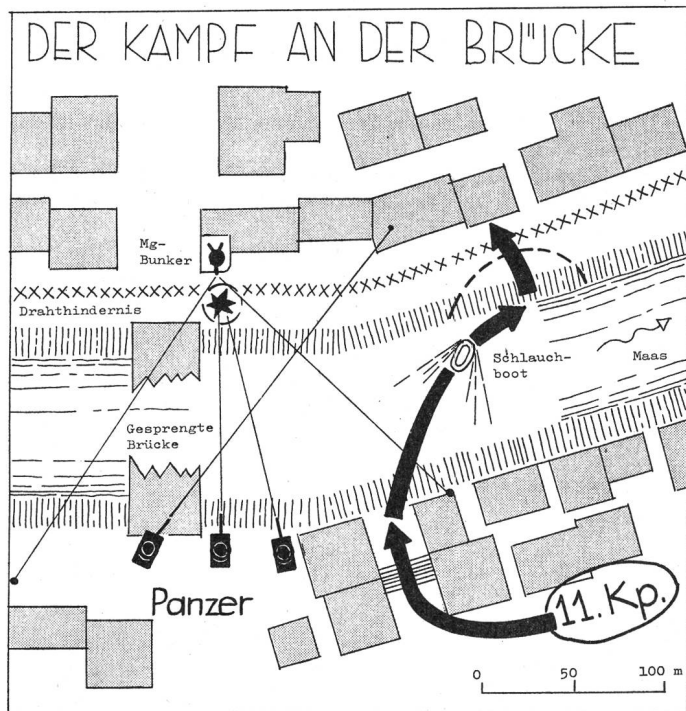 DER KAMPF AN DER BRÜCKE
Mg-
Bunker
Drahthindernis
Schlauch-
boot
Maas
Gesprengte
Brücke
Panzer
11. Kp.
0 50 100 m